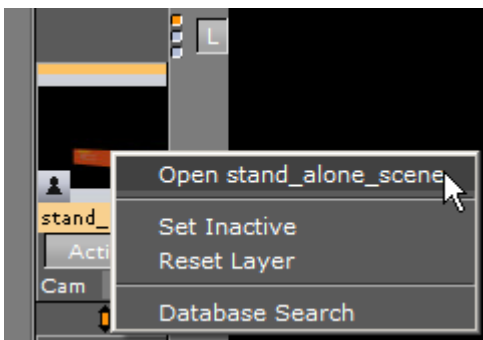 L
Open stand_alone_scene
stand_
Set Inactive
Acti
Reset Layer
Cam
Database Search